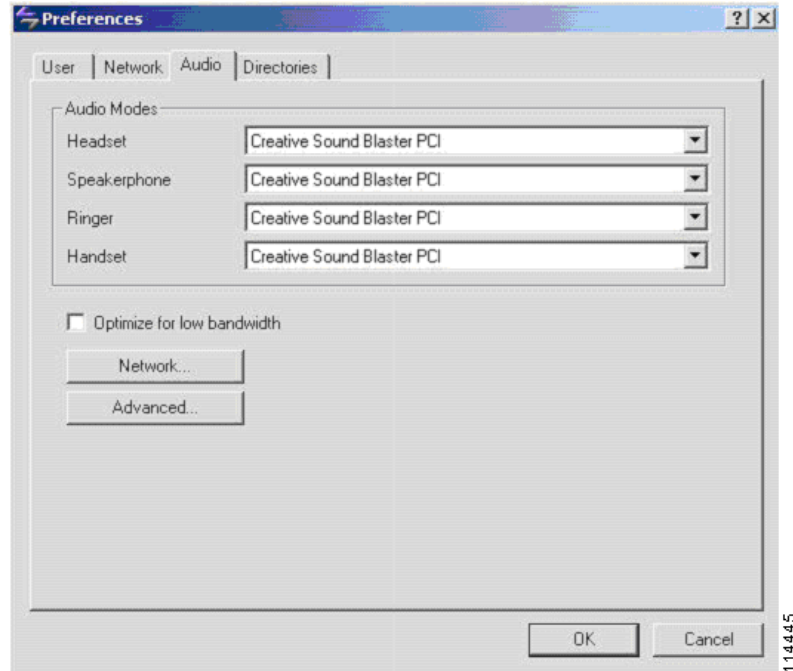 Preferences
User Network Audio Directories
Audio Modes
Headset Creative Sound Blaster PCI
Speakerphone Creative Sound Blaster PCI
Ringer Creative Sound Blaster PCI
Handset Creative Sound Blaster PCI
Optimize for low bandwidth
Network...
Advanced...
OK Cancel
114445